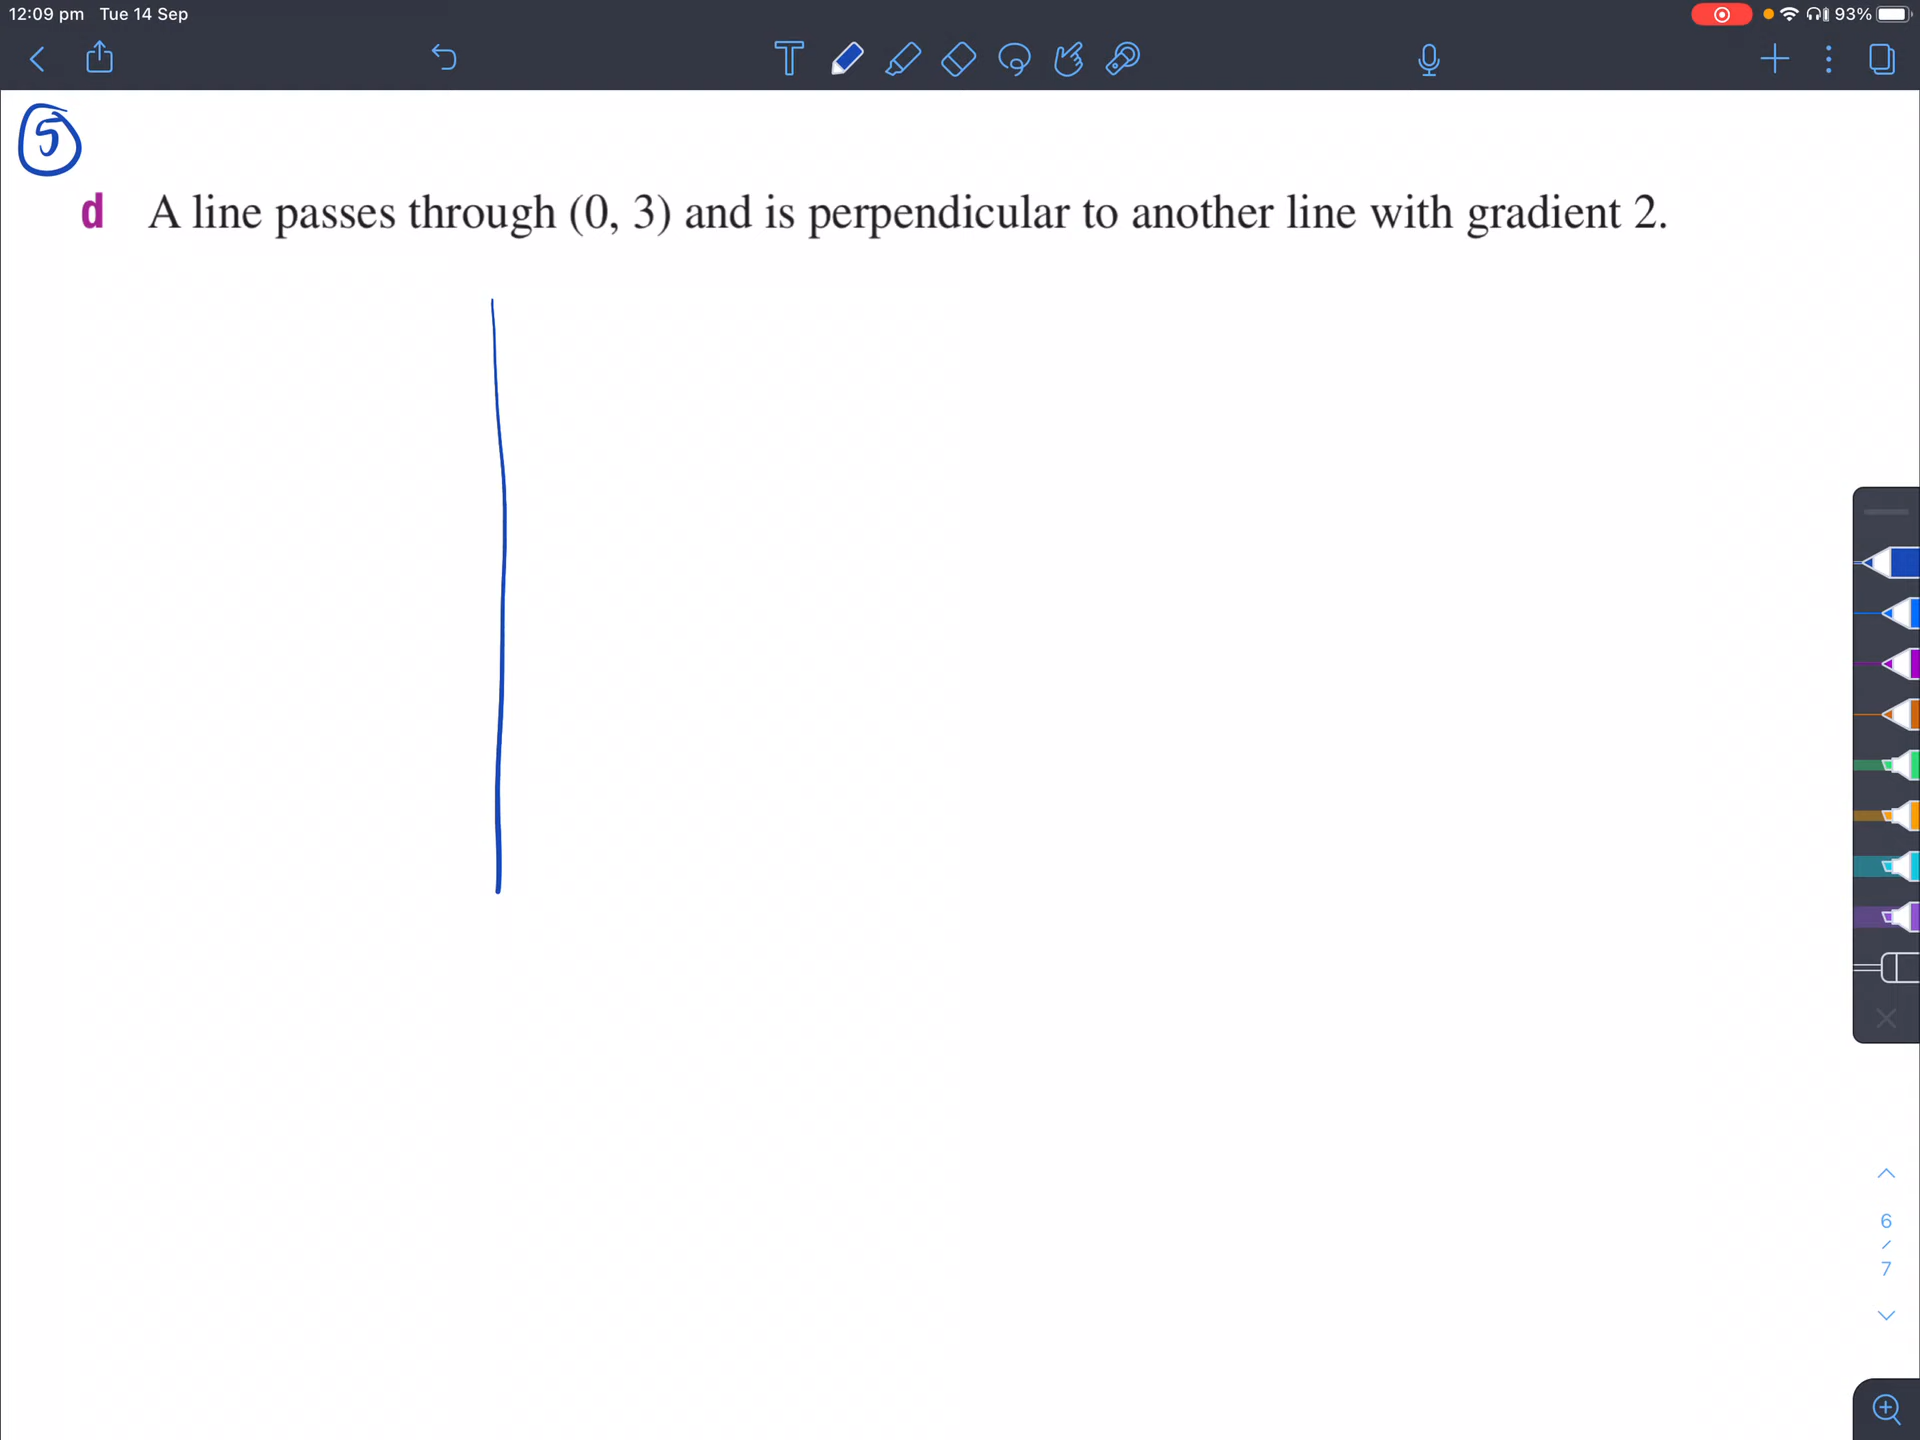 12:09 pm Tue 14 Sep
93%
T
5
d A line passes through (0, 3) and is perpendicular to another line with gradient 2.
6
/
7